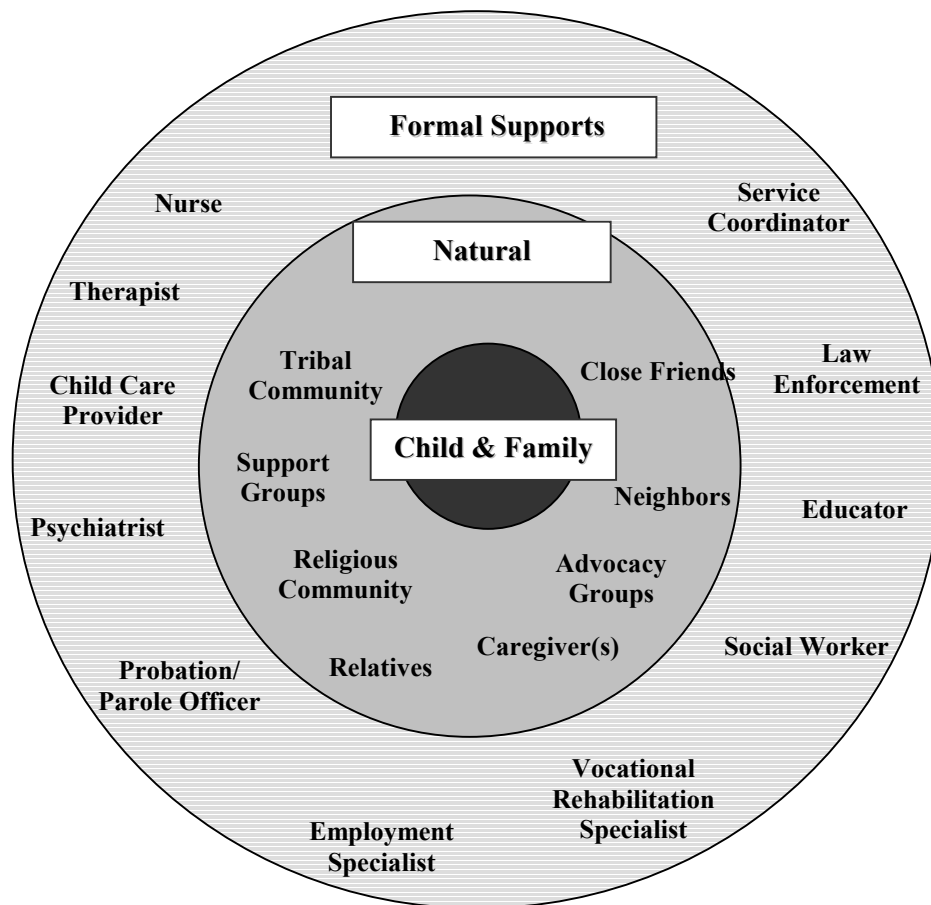 Formal Supports
Nurse
Service
Coordinator
Natural
Therapist
Tribal
Community
Close Friends
Law
Enforcement
Child Care
Provider
Child & Family
Support
Groups
Neighbors
Educator
Psychiatrist
Religious
Community
Advocacy
Groups
Caregiver(s)
Social Worker
Relatives
Probation/
Parole Officer
Vocational
Rehabilitation
Specialist
Employment
Specialist